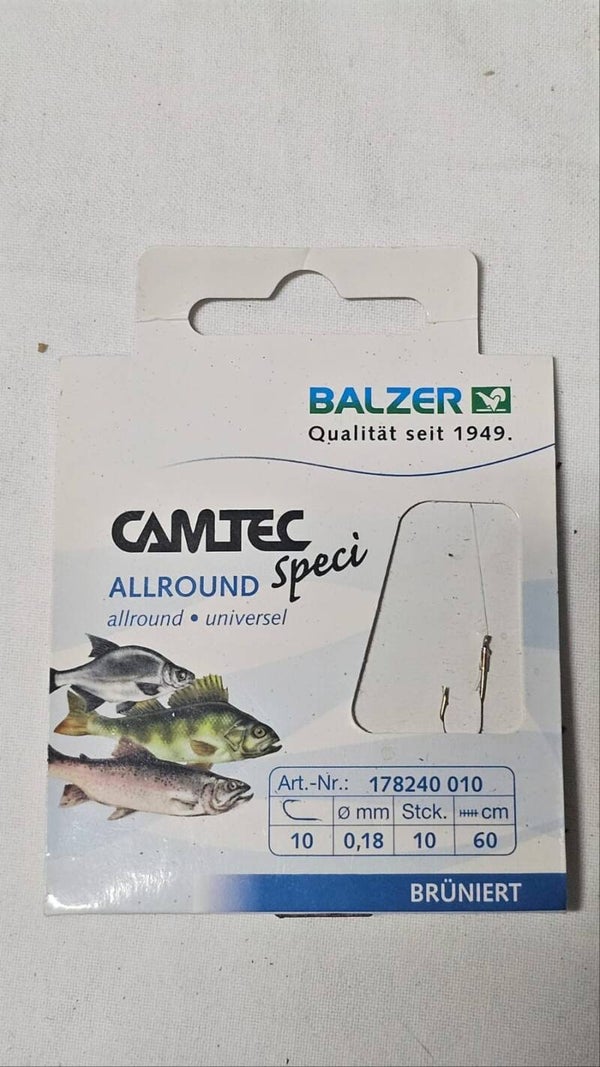 BALZER
Qualität seit 1949.
CAMTEC
Speci
ALLROUND
allround • universel
Art.-Nr.: 178240 010
Ø mm Stck. cm
10 0,18 10 60
BRÜNIERT